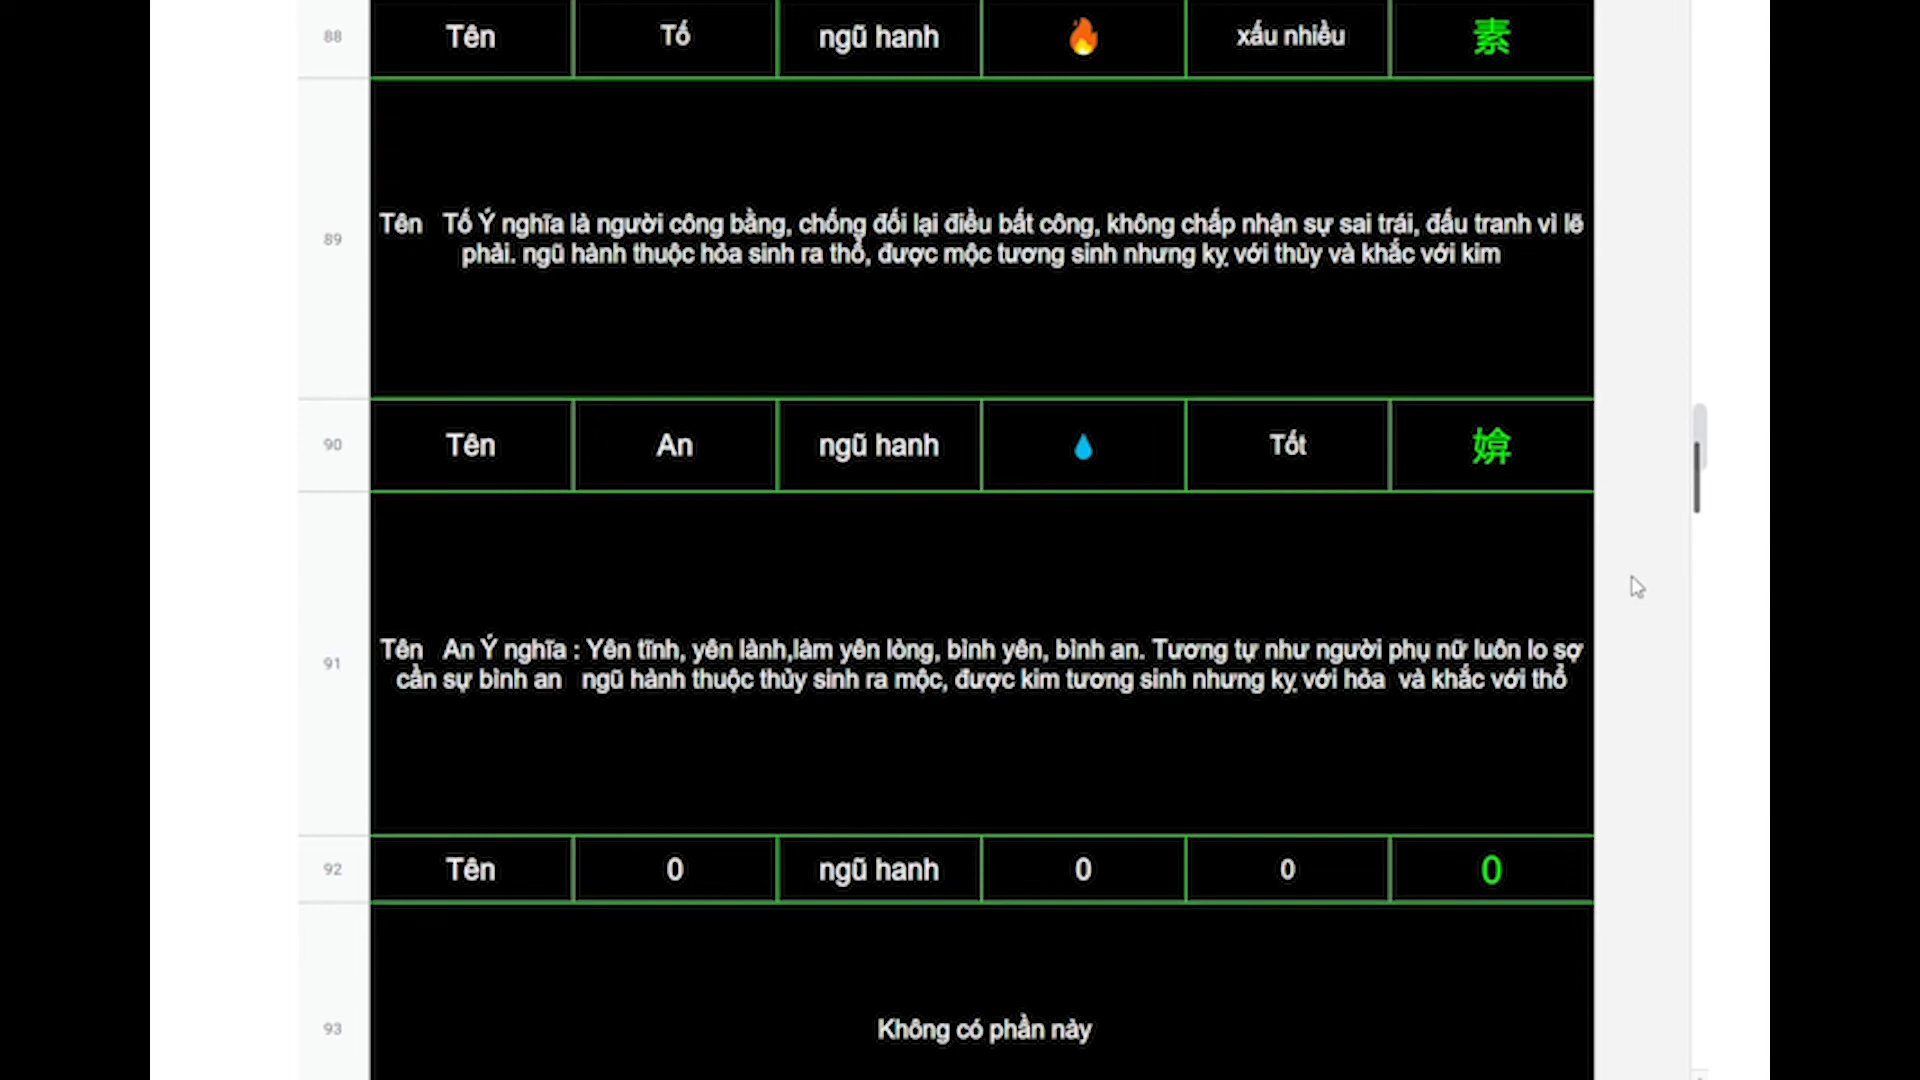 88 Tên Tố ngũ hanh 🔥 xấu nhiều 素
89
Tên Tố Ý nghĩa là người công bằng, chống đối lại điều bất công, không chấp nhận sự sai trái, đấu tranh vì lẽ
phải. ngũ hành thuộc hỏa sinh ra thổ, được mộc tương sinh nhưng kỵ với thủy và khắc với kim
90 Tên An ngũ hanh 💧 Tốt 媕
91
Tên An Ý nghĩa : Yên tĩnh, yên lành,làm yên lòng, bình yên, bình an. Tương tự như người phụ nữ luôn lo sợ
cần sự bình an ngũ hành thuộc thủy sinh ra mộc, được kim tương sinh nhưng kỵ với hỏa và khắc với thổ
92 Tên 0 ngũ hanh 0 0 0
93 Không có phần này